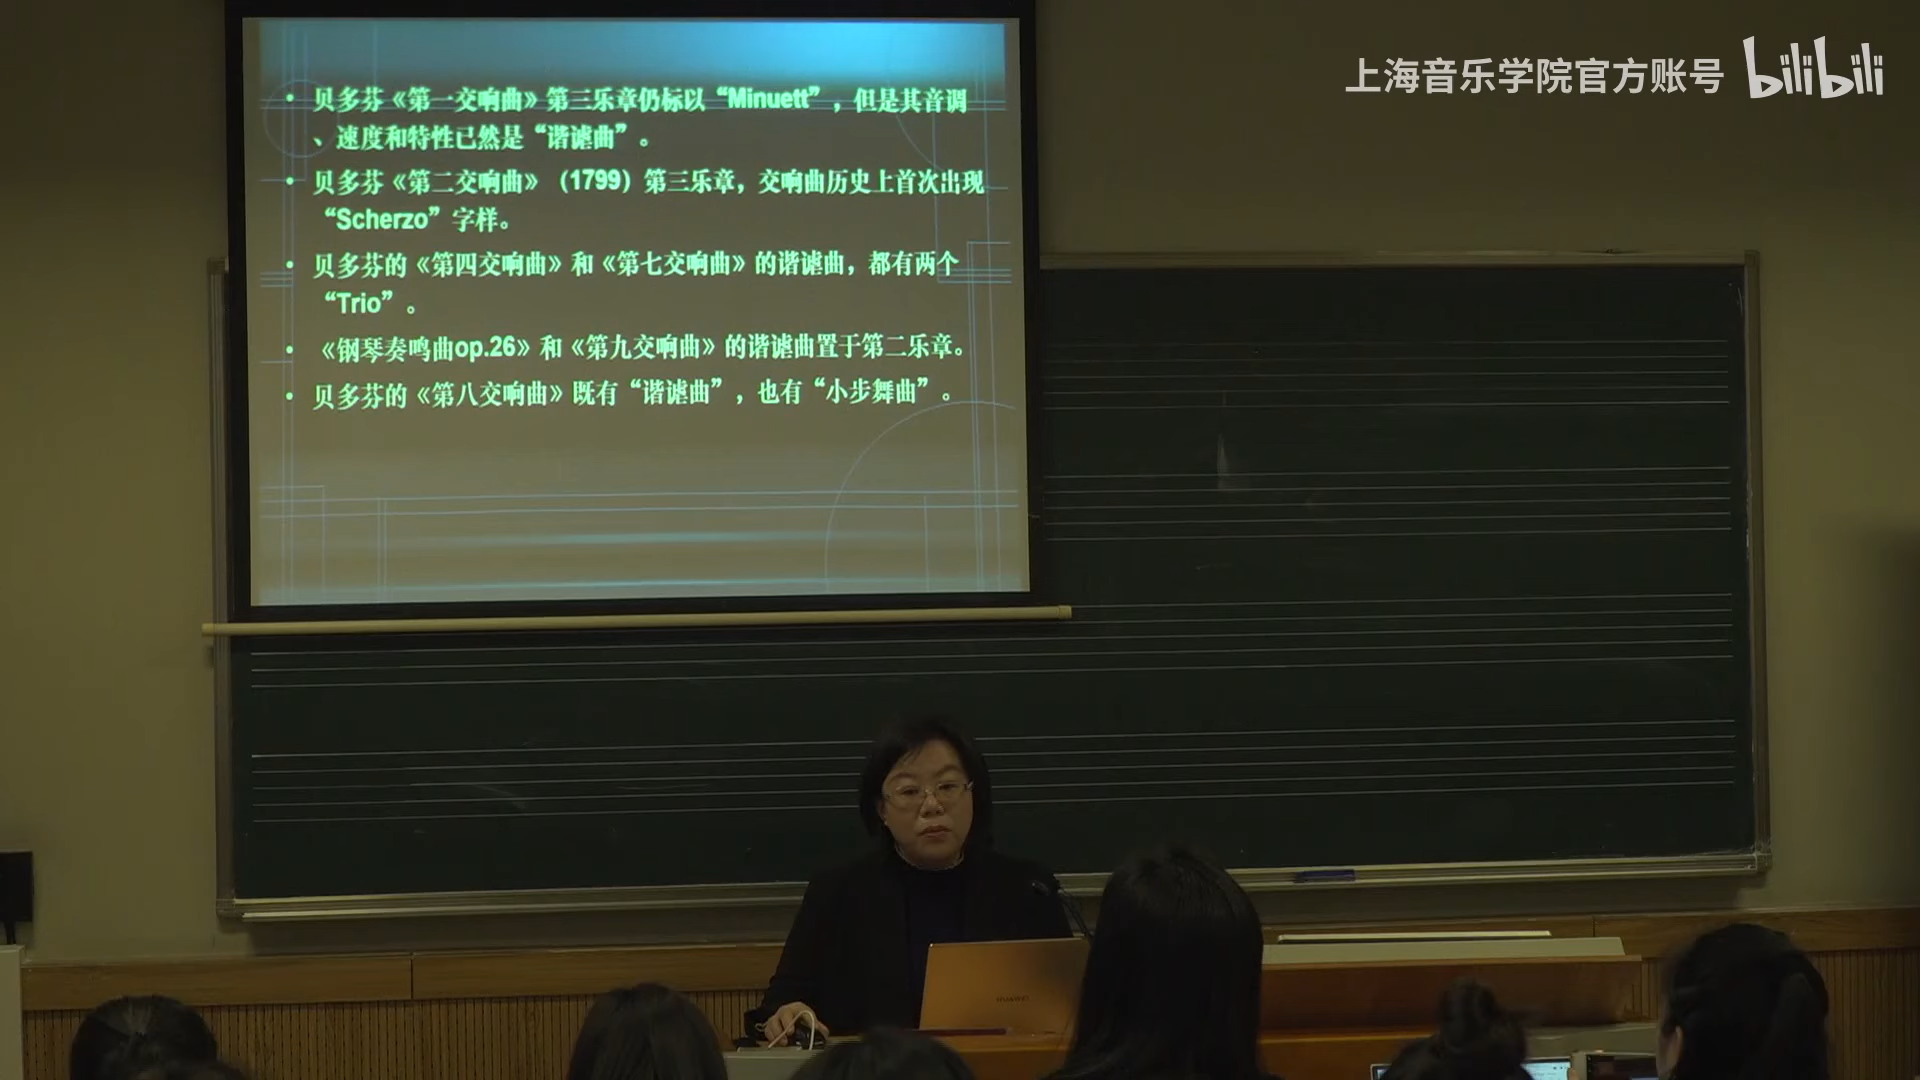 上海音乐学院官方账号 bilibili
• 贝多芬《第一交响曲》第三乐章仍标以“Minuett”，但是其音调
、速度和特性已然是“谐谑曲”。
• 贝多芬《第二交响曲》（1799）第三乐章，交响曲历史上首次出现
“Scherzo”字样。
• 贝多芬的《第四交响曲》和《第七交响曲》的谐谑曲，都有两个
“Trio”。
• 《钢琴奏鸣曲op.26》和《第九交响曲》的谐谑曲置于第二乐章。
• 贝多芬的《第八交响曲》既有“谐谑曲”，也有“小步舞曲”。
HUAWEI